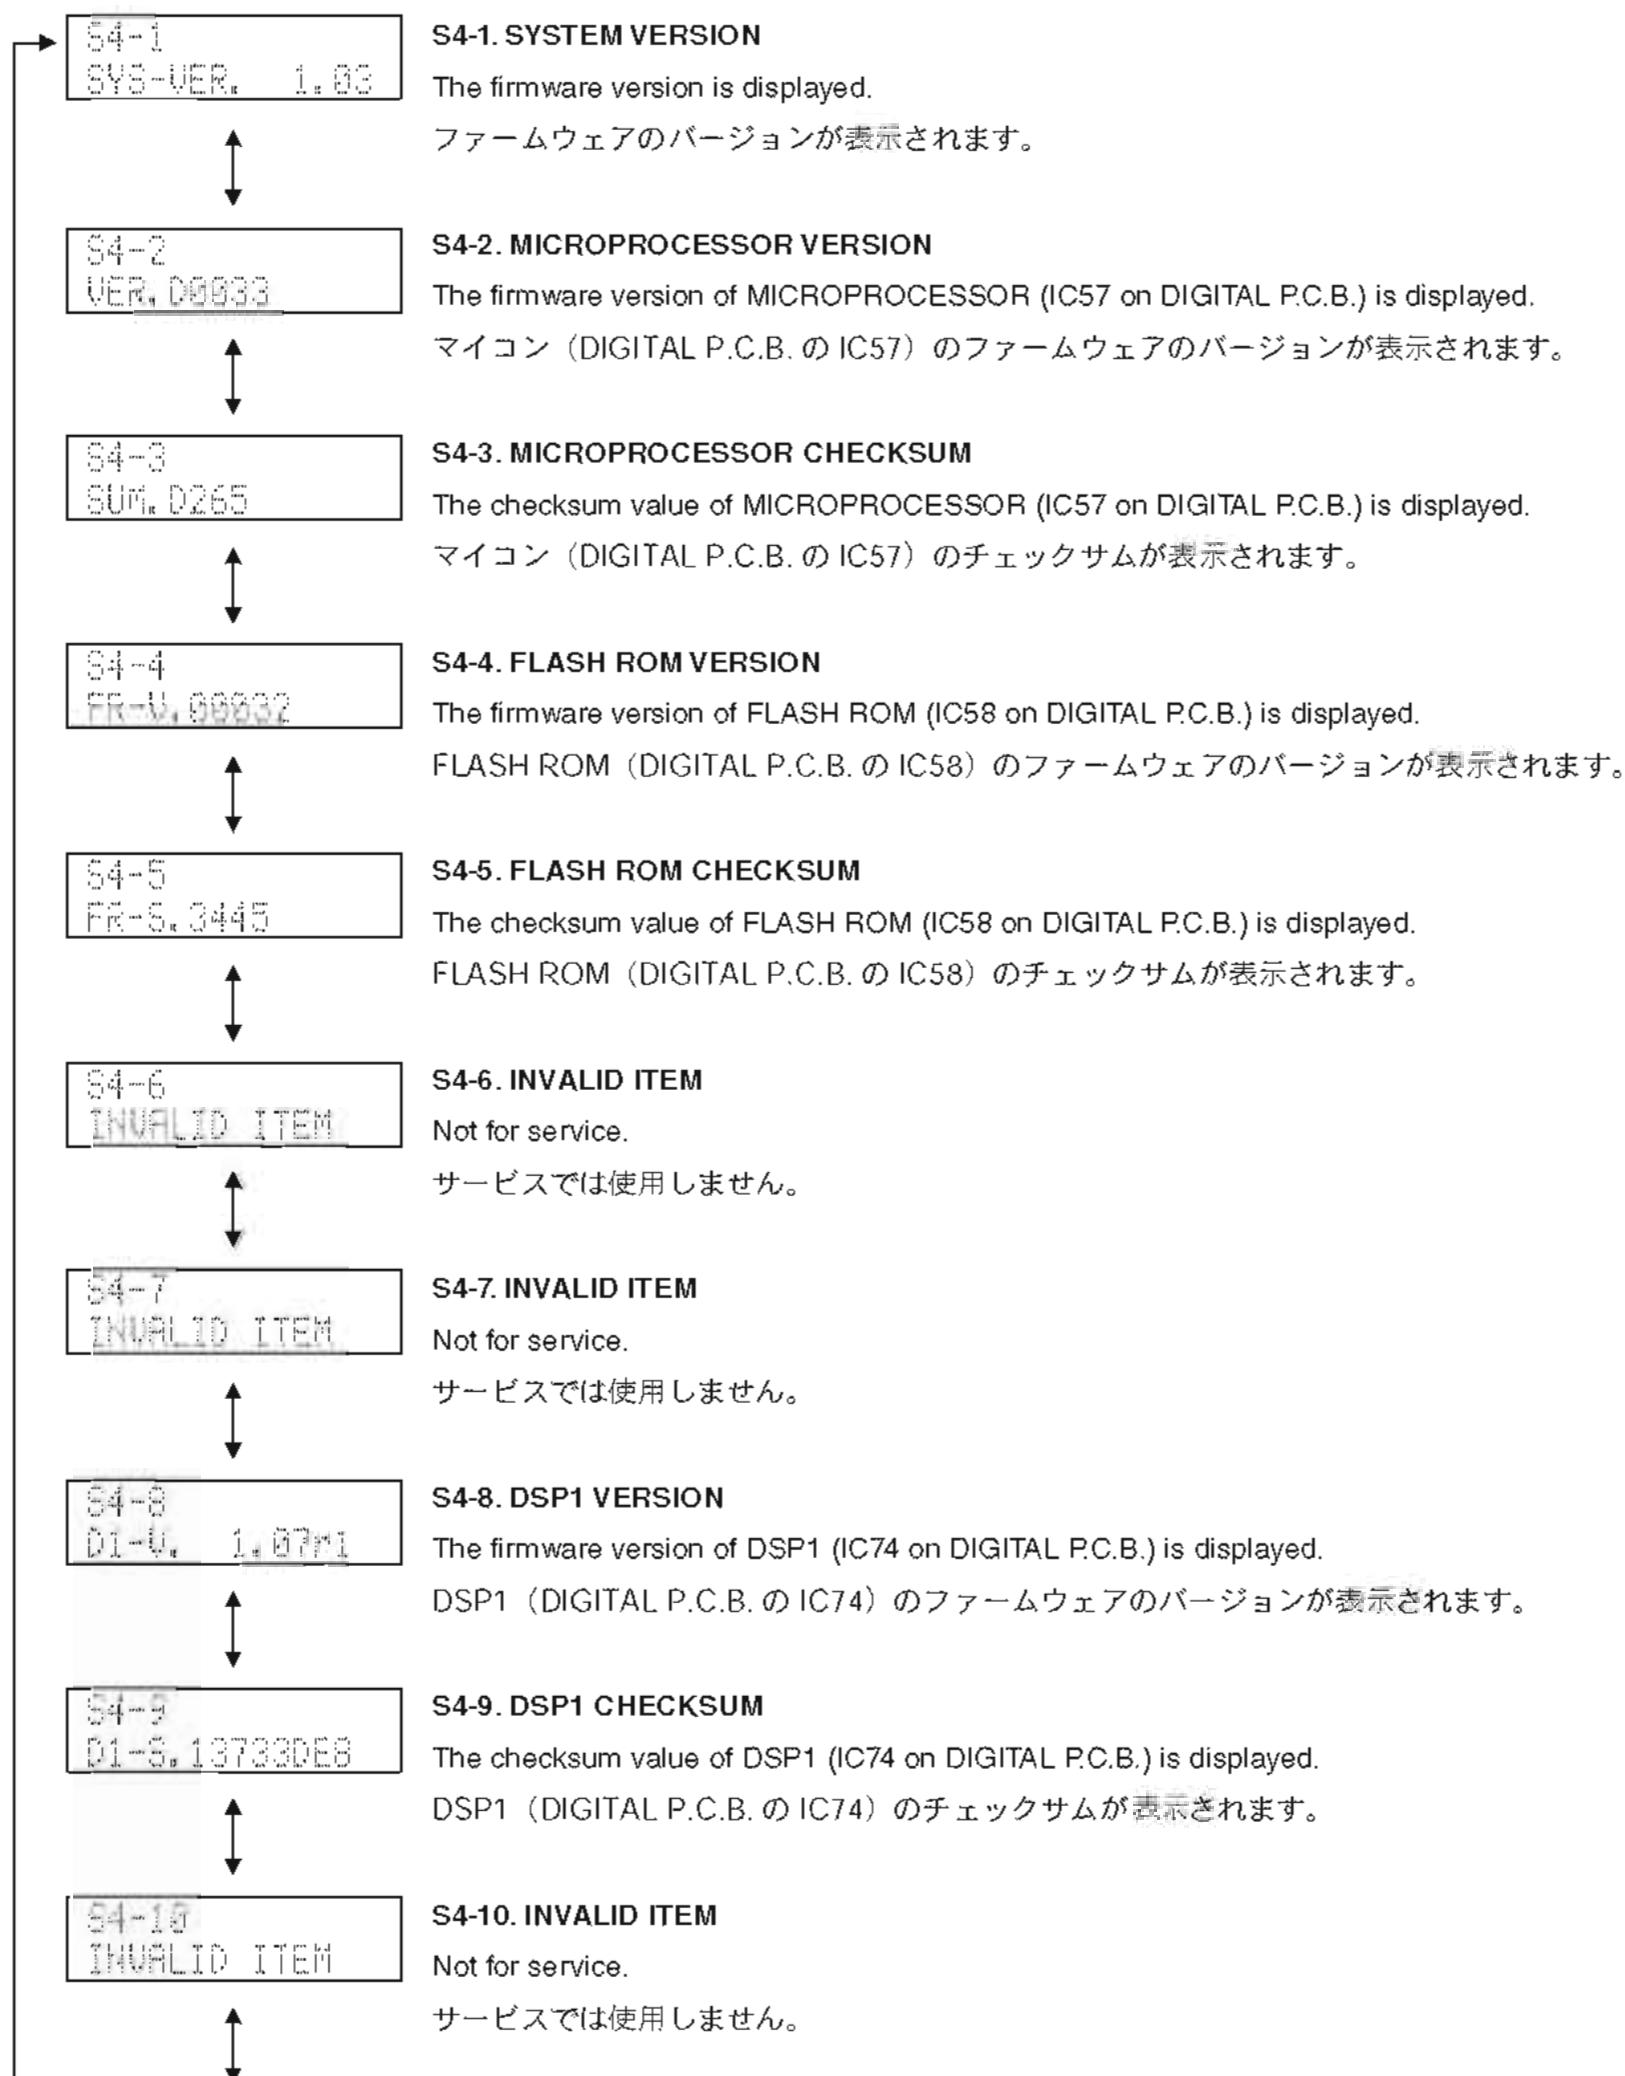 S4-1
SYS-VER. 1.03
S4-1. SYSTEM VERSION
The firmware version is displayed.
ファームウェアのバージョンが表示されます。
S4-2
VER.D0033
S4-2. MICROPROCESSOR VERSION
The firmware version of MICROPROCESSOR (IC57 on DIGITAL P.C.B.) is displayed.
マイコン（DIGITAL P.C.B. の IC57）のファームウェアのバージョンが表示されます。
S4-3
SUM.D265
S4-3. MICROPROCESSOR CHECKSUM
The checksum value of MICROPROCESSOR (IC57 on DIGITAL P.C.B.) is displayed.
マイコン（DIGITAL P.C.B. の IC57）のチェックサムが表示されます。
S4-4
FR-V.00032
S4-4. FLASH ROM VERSION
The firmware version of FLASH ROM (IC58 on DIGITAL P.C.B.) is displayed.
FLASH ROM（DIGITAL P.C.B. の IC58）のファームウェアのバージョンが表示されます。
S4-5
FR-S.3445
S4-5. FLASH ROM CHECKSUM
The checksum value of FLASH ROM (IC58 on DIGITAL P.C.B.) is displayed.
FLASH ROM（DIGITAL P.C.B. の IC58）のチェックサムが表示されます。
S4-6
INVALID ITEM
S4-6. INVALID ITEM
Not for service.
サービスでは使用しません。
S4-7
INVALID ITEM
S4-7. INVALID ITEM
Not for service.
サービスでは使用しません。
S4-8
D1-V. 1.07m1
S4-8. DSP1 VERSION
The firmware version of DSP1 (IC74 on DIGITAL P.C.B.) is displayed.
DSP1（DIGITAL P.C.B. の IC74）のファームウェアのバージョンが表示されます。
S4-9
D1-S.13733DE8
S4-9. DSP1 CHECKSUM
The checksum value of DSP1 (IC74 on DIGITAL P.C.B.) is displayed.
DSP1（DIGITAL P.C.B. の IC74）のチェックサムが表示されます。
S4-10
INVALID ITEM
S4-10. INVALID ITEM
Not for service.
サービスでは使用しません。